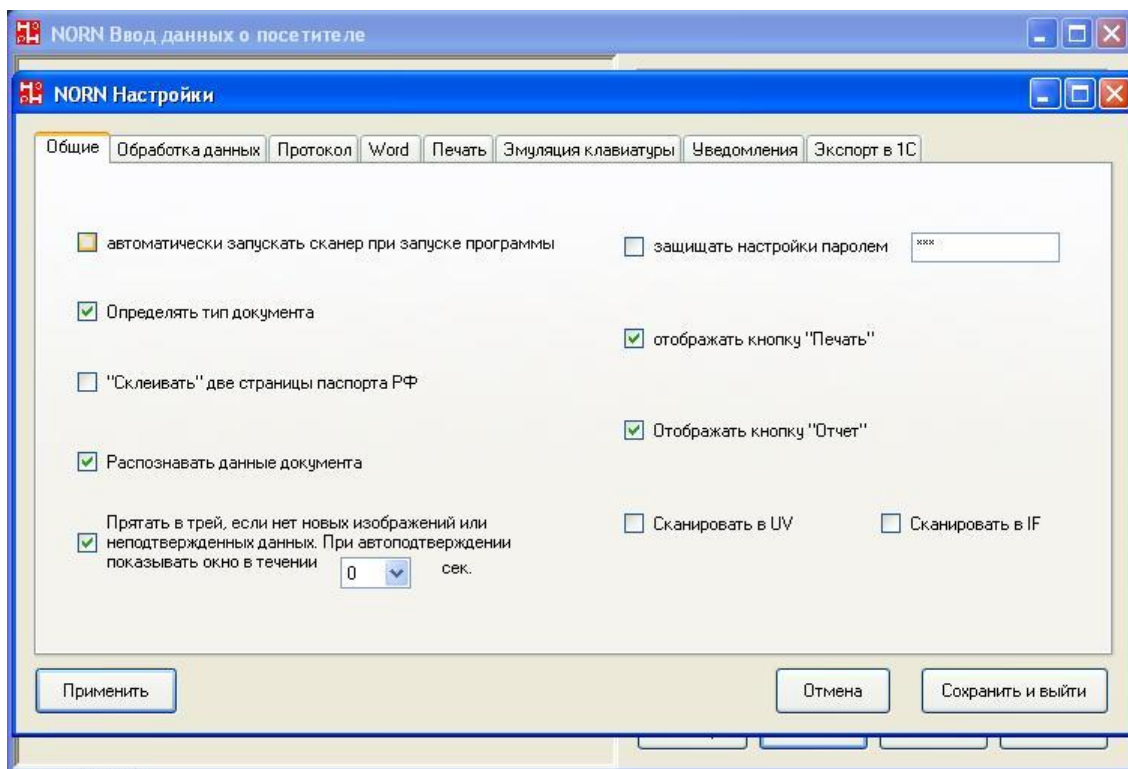 NORN Ввод данных о посетителе
NORN Настройки
Общие Обработка данных Протокол Word Печать Эмуляция клавиатуры Уведомления Экспорт в 1С
автоматически запускать сканер при запуске программы
защищать настройки паролем ***
Определять тип документа
отображать кнопку "Печать"
"Склеивать" две страницы паспорта РФ
Отображать кнопку "Отчет"
Распознавать данные документа
Прятать в трей, если нет новых изображений или
неподтвержденных данных. При автоподтверждении
показывать окно в течении 0 сек.
Сканировать в UV Сканировать в IF
Применить Отмена Сохранить и выйти